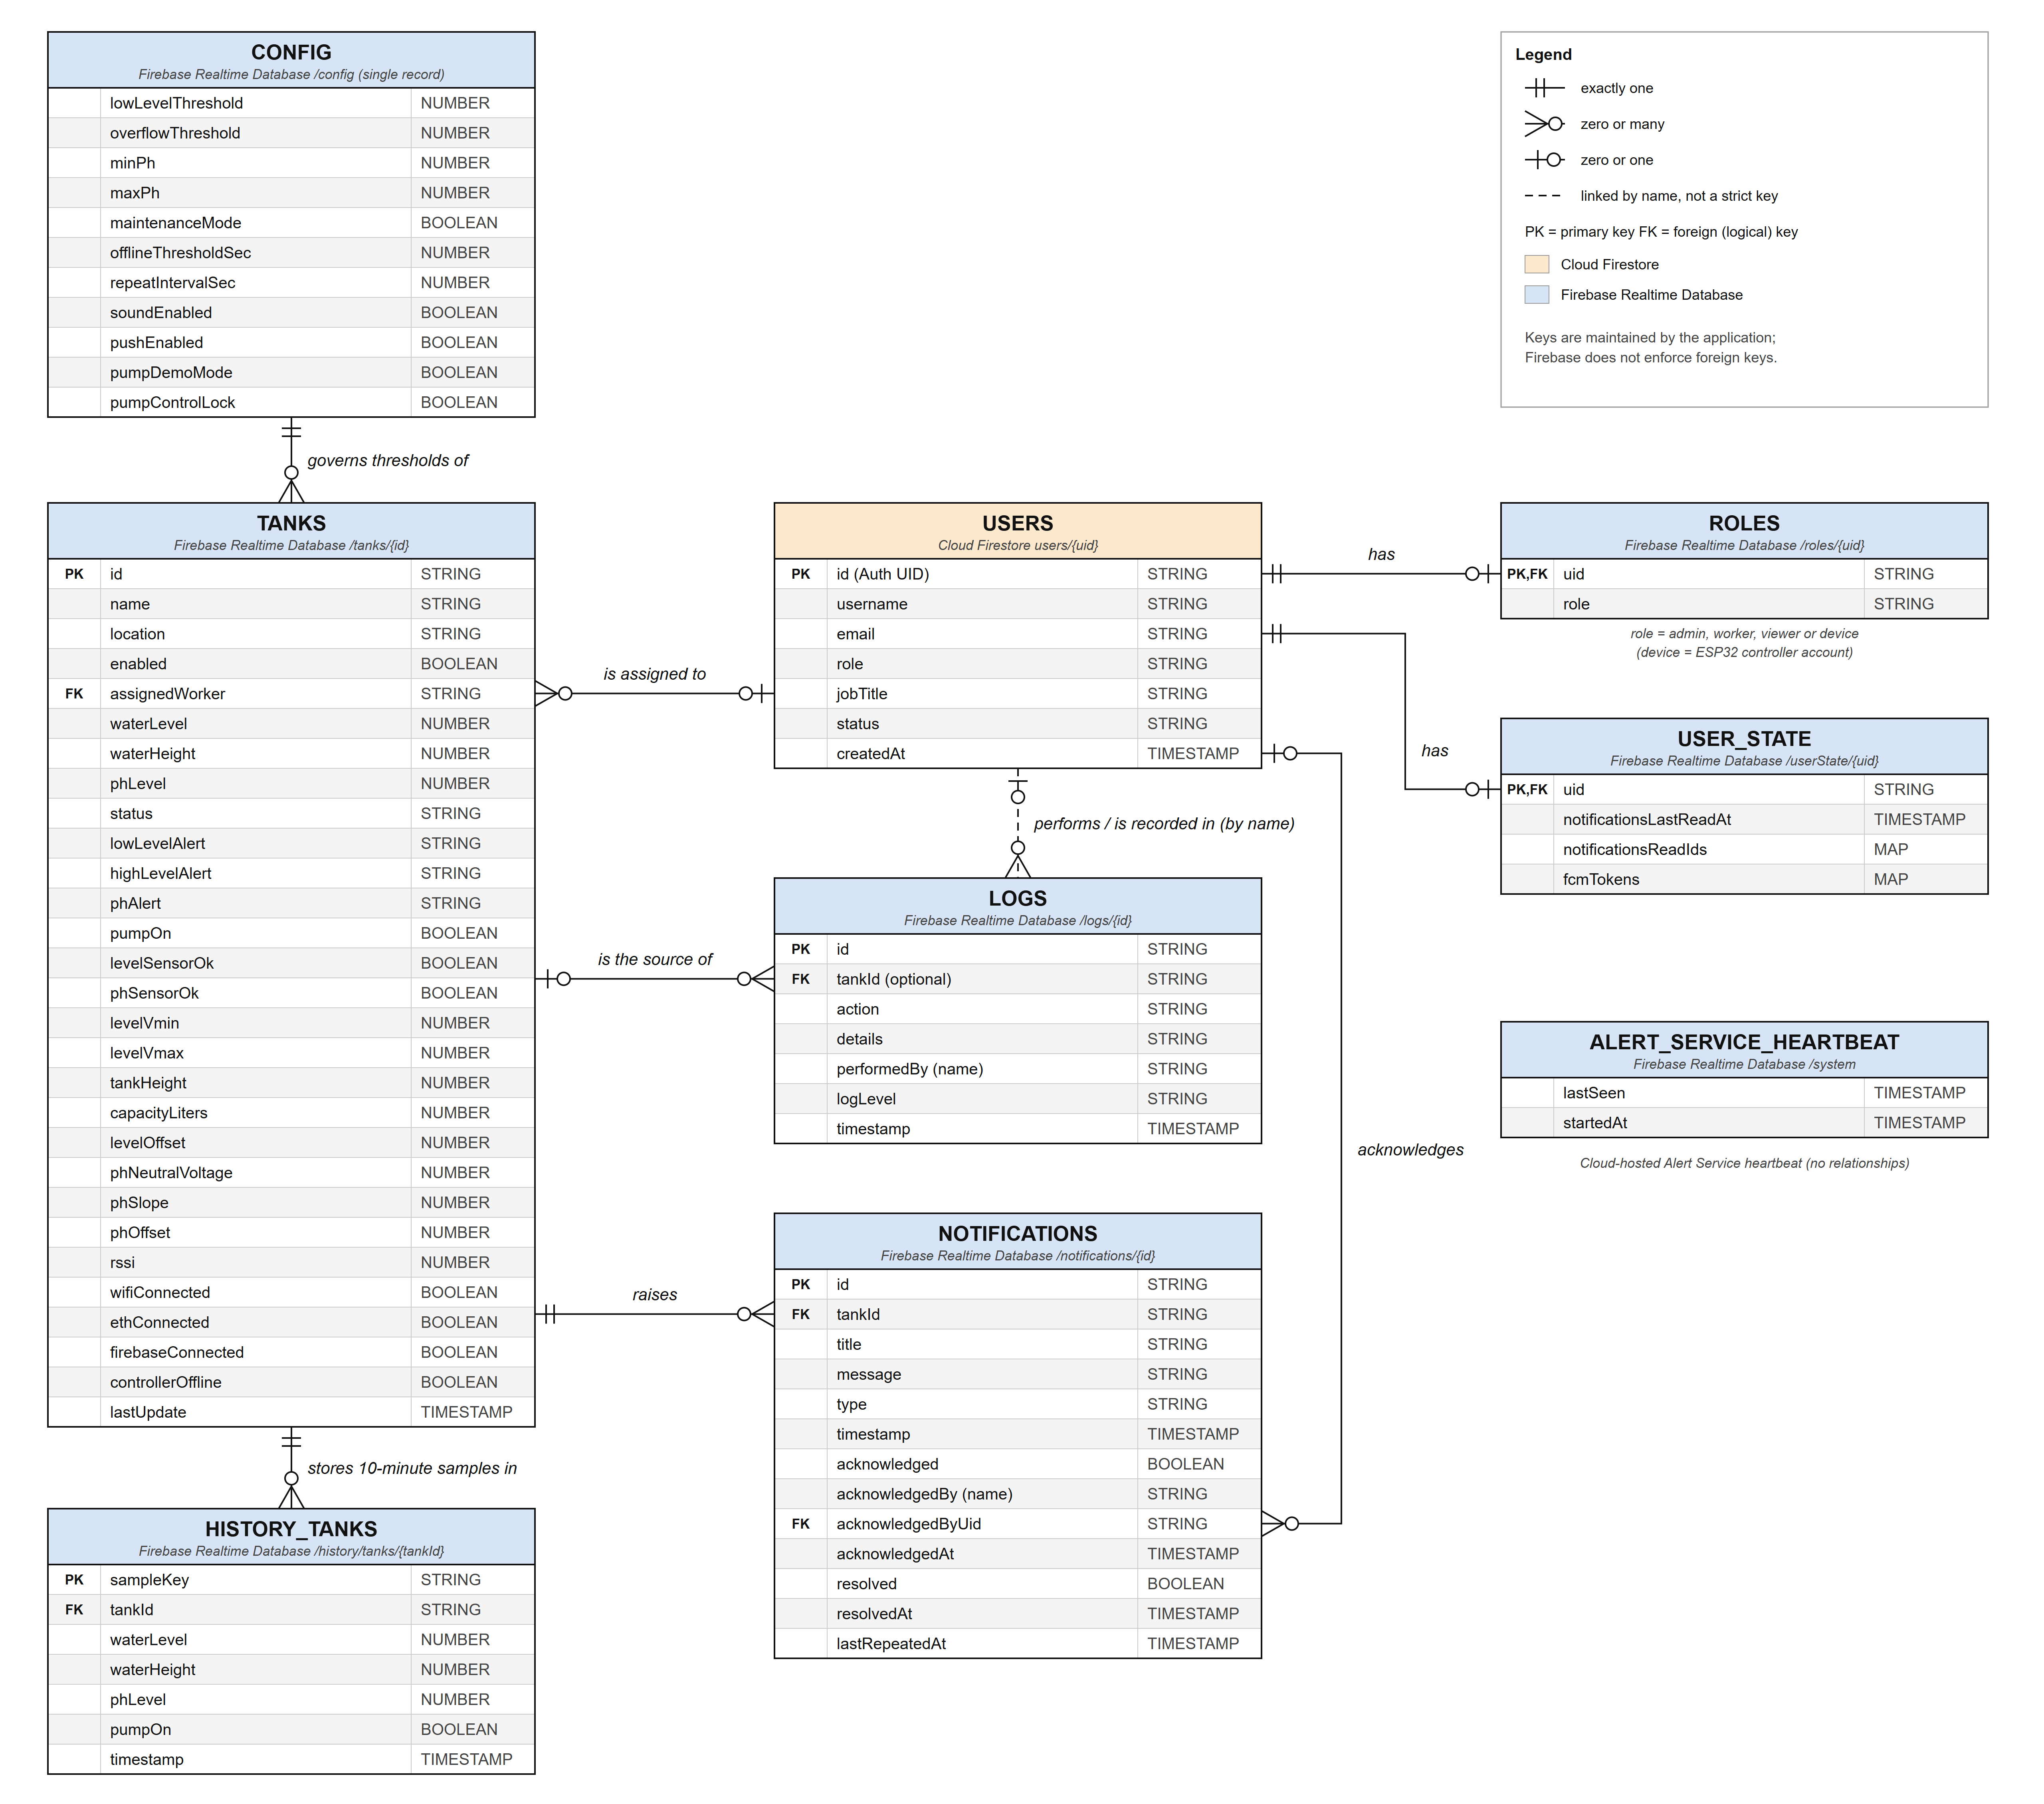 CONFIG
Firebase Realtime Database /config (single record)
lowLevelThreshold NUMBER
overflowThreshold NUMBER
minPh NUMBER
maxPh NUMBER
maintenanceMode BOOLEAN
offlineThresholdSec NUMBER
repeatIntervalSec NUMBER
soundEnabled BOOLEAN
pushEnabled BOOLEAN
pumpDemoMode BOOLEAN
pumpControlLock BOOLEAN
governs thresholds of
Legend
exactly one
zero or many
zero or one
linked by name, not a strict key
PK = primary key FK = foreign (logical) key
Cloud Firestore
Firebase Realtime Database
Keys are maintained by the application;
Firebase does not enforce foreign keys.
TANKS
Firebase Realtime Database /tanks/{id}
PK id STRING
name STRING
location STRING
enabled BOOLEAN
FK assignedWorker STRING
waterLevel NUMBER
waterHeight NUMBER
phLevel NUMBER
status STRING
lowLevelAlert STRING
highLevelAlert STRING
phAlert STRING
pumpOn BOOLEAN
levelSensorOk BOOLEAN
phSensorOk BOOLEAN
levelVmin NUMBER
levelVmax NUMBER
tankHeight NUMBER
capacityLiters NUMBER
levelOffset NUMBER
phNeutralVoltage NUMBER
phSlope NUMBER
phOffset NUMBER
rssi NUMBER
wifiConnected BOOLEAN
ethConnected BOOLEAN
firebaseConnected BOOLEAN
controllerOffline BOOLEAN
lastUpdate TIMESTAMP
stores 10-minute samples in
HISTORY_TANKS
Firebase Realtime Database /history/tanks/{tankId}
PK sampleKey STRING
FK tankId STRING
waterLevel NUMBER
waterHeight NUMBER
phLevel NUMBER
pumpOn BOOLEAN
timestamp TIMESTAMP
is assigned to
is the source of
raises
USERS
Cloud Firestore users/{uid}
PK id (Auth UID) STRING
username STRING
email STRING
role STRING
jobTitle STRING
status STRING
createdAt TIMESTAMP
performs / is recorded in (by name)
LOGS
Firebase Realtime Database /logs/{id}
PK id STRING
FK tankId (optional) STRING
action STRING
details STRING
performedBy (name) STRING
logLevel STRING
timestamp TIMESTAMP
NOTIFICATIONS
Firebase Realtime Database /notifications/{id}
PK id STRING
FK tankId STRING
title STRING
message STRING
type STRING
timestamp TIMESTAMP
acknowledged BOOLEAN
acknowledgedBy (name) STRING
FK acknowledgedByUid STRING
acknowledgedAt TIMESTAMP
resolved BOOLEAN
resolvedAt TIMESTAMP
lastRepeatedAt TIMESTAMP
has
has
acknowledges
ROLES
Firebase Realtime Database /roles/{uid}
PK,FK uid STRING
role STRING
role = admin, worker, viewer or device
(device = ESP32 controller account)
USER_STATE
Firebase Realtime Database /userState/{uid}
PK,FK uid STRING
notificationsLastReadAt TIMESTAMP
notificationsReadIds MAP
fcmTokens MAP
ALERT_SERVICE_HEARTBEAT
Firebase Realtime Database /system
lastSeen TIMESTAMP
startedAt TIMESTAMP
Cloud-hosted Alert Service heartbeat (no relationships)